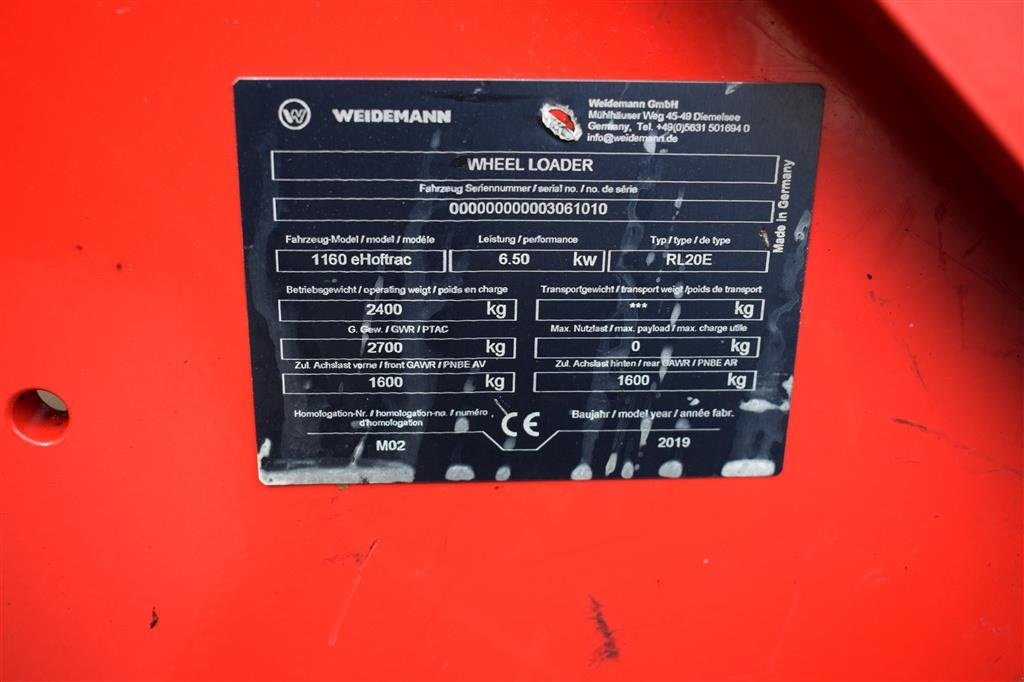 W WEIDEMANN
Weidemann GmbH
Mühlhäuser Weg 45-49 Diemelsee
Germany, Tel. +49(0)5631 501694 0
info@weidemann.de
WHEEL LOADER
Fahrzeug Seriennummer / serial no. / no. de série
000000000003061010
Made in Germany
Fahrzeug-Model / model / modèle Leistung / performance Typ / type / de type
1160 eHoftrac 6.50 kw RL20E
Betriebsgewicht / operating weigt / poids en charge Transportgewicht / transport weigt /poids de transport
2400 kg *** kg
G. Gew. / GWR / PTAC Max. Nutzlast / max. payload / max. charge utile
2700 kg 0 kg
Zul. Achslast vorne / front GAWR / PNBE AV Zul. Achslast hinten / rear GAWR / PNBE AR
1600 kg 1600 kg
Homologation-Nr. / homologation-no. / numéro d'homologation CE Baujahr / model year / année fabr.
M02 2019